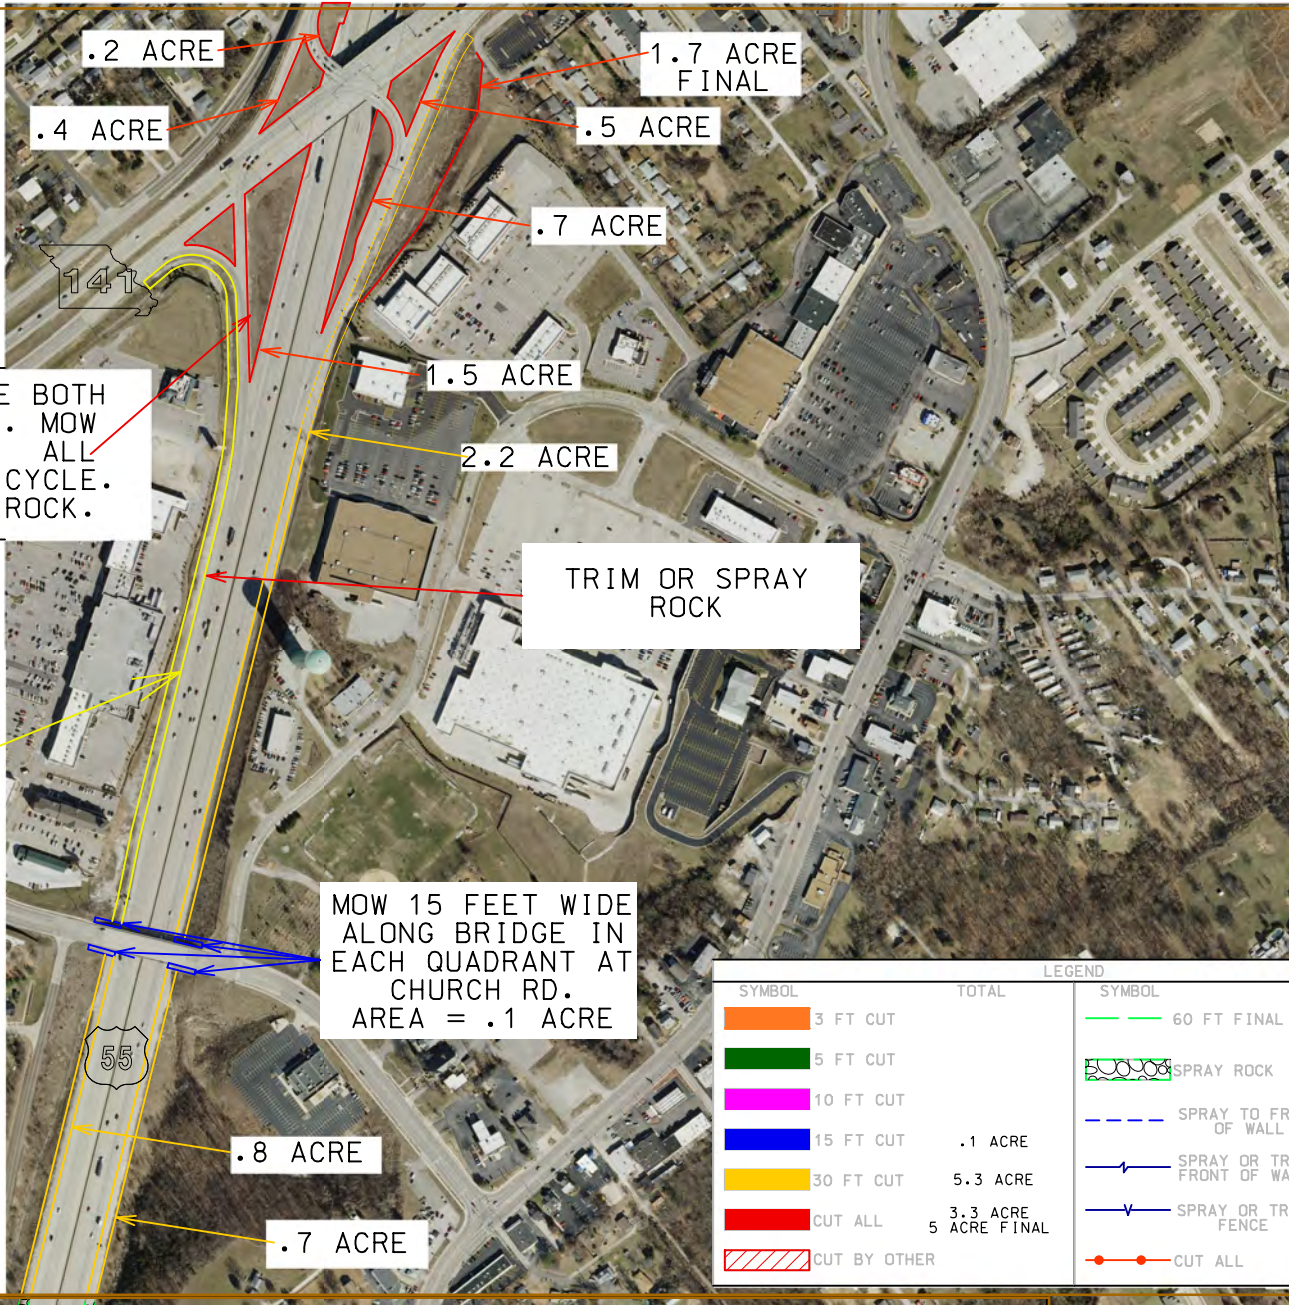 .2 ACRE
1.7 ACRE
FINAL
.4 ACRE
.5 ACRE
.7 ACRE
141
1.5 ACRE
E BOTH
. MOW
ALL
CYCLE.
ROCK.
2.2 ACRE
TRIM OR SPRAY
ROCK
MOW 15 FEET WIDE
ALONG BRIDGE IN
EACH QUADRANT AT
CHURCH RD.
AREA = .1 ACRE
55
.8 ACRE
.7 ACRE
LEGEND
SYMBOL TOTAL SYMBOL
3 FT CUT
5 FT CUT
10 FT CUT
15 FT CUT .1 ACRE
30 FT CUT 5.3 ACRE
CUT ALL 3.3 ACRE
5 ACRE FINAL
CUT BY OTHER
60 FT FINAL
SPRAY ROCK
SPRAY TO FR
OF WALL
SPRAY OR TR
FRONT OF WA
SPRAY OR TR
FENCE
CUT ALL